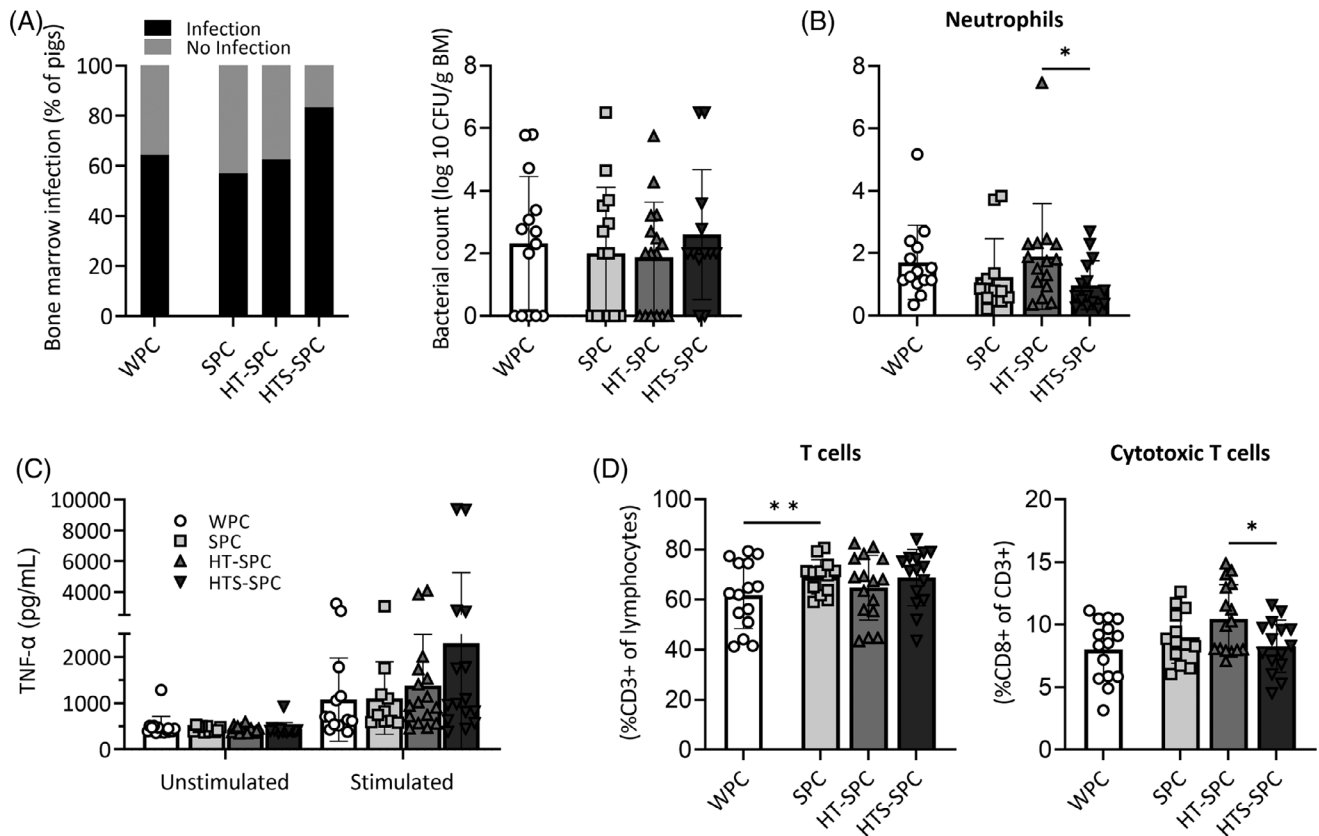 (A)
Infection
No Infection
Bone marrow infection (% of pigs)
100
80
60
40
20
0
WPC
SPC
HT-SPC
HTS-SPC
Bacterial count (log 10 CFU/g BM)
8
6
4
2
0
WPC
SPC
HT-SPC
HTS-SPC
(B)
Neutrophils
*
8
6
4
2
0
WPC
SPC
HT-SPC
HTS-SPC
(C)
TNF-α (pg/mL)
10000
8000
6000
4000
2000
1000
0
WPC
SPC
HT-SPC
HTS-SPC
Unstimulated
Stimulated
(D)
T cells
(%CD3+ of lymphocytes)
100
80
60
40
20
0
* *
WPC
SPC
HT-SPC
HTS-SPC
Cytotoxic T cells
(%CD8+ of CD3+)
20
15
10
5
0
*
WPC
SPC
HT-SPC
HTS-SPC